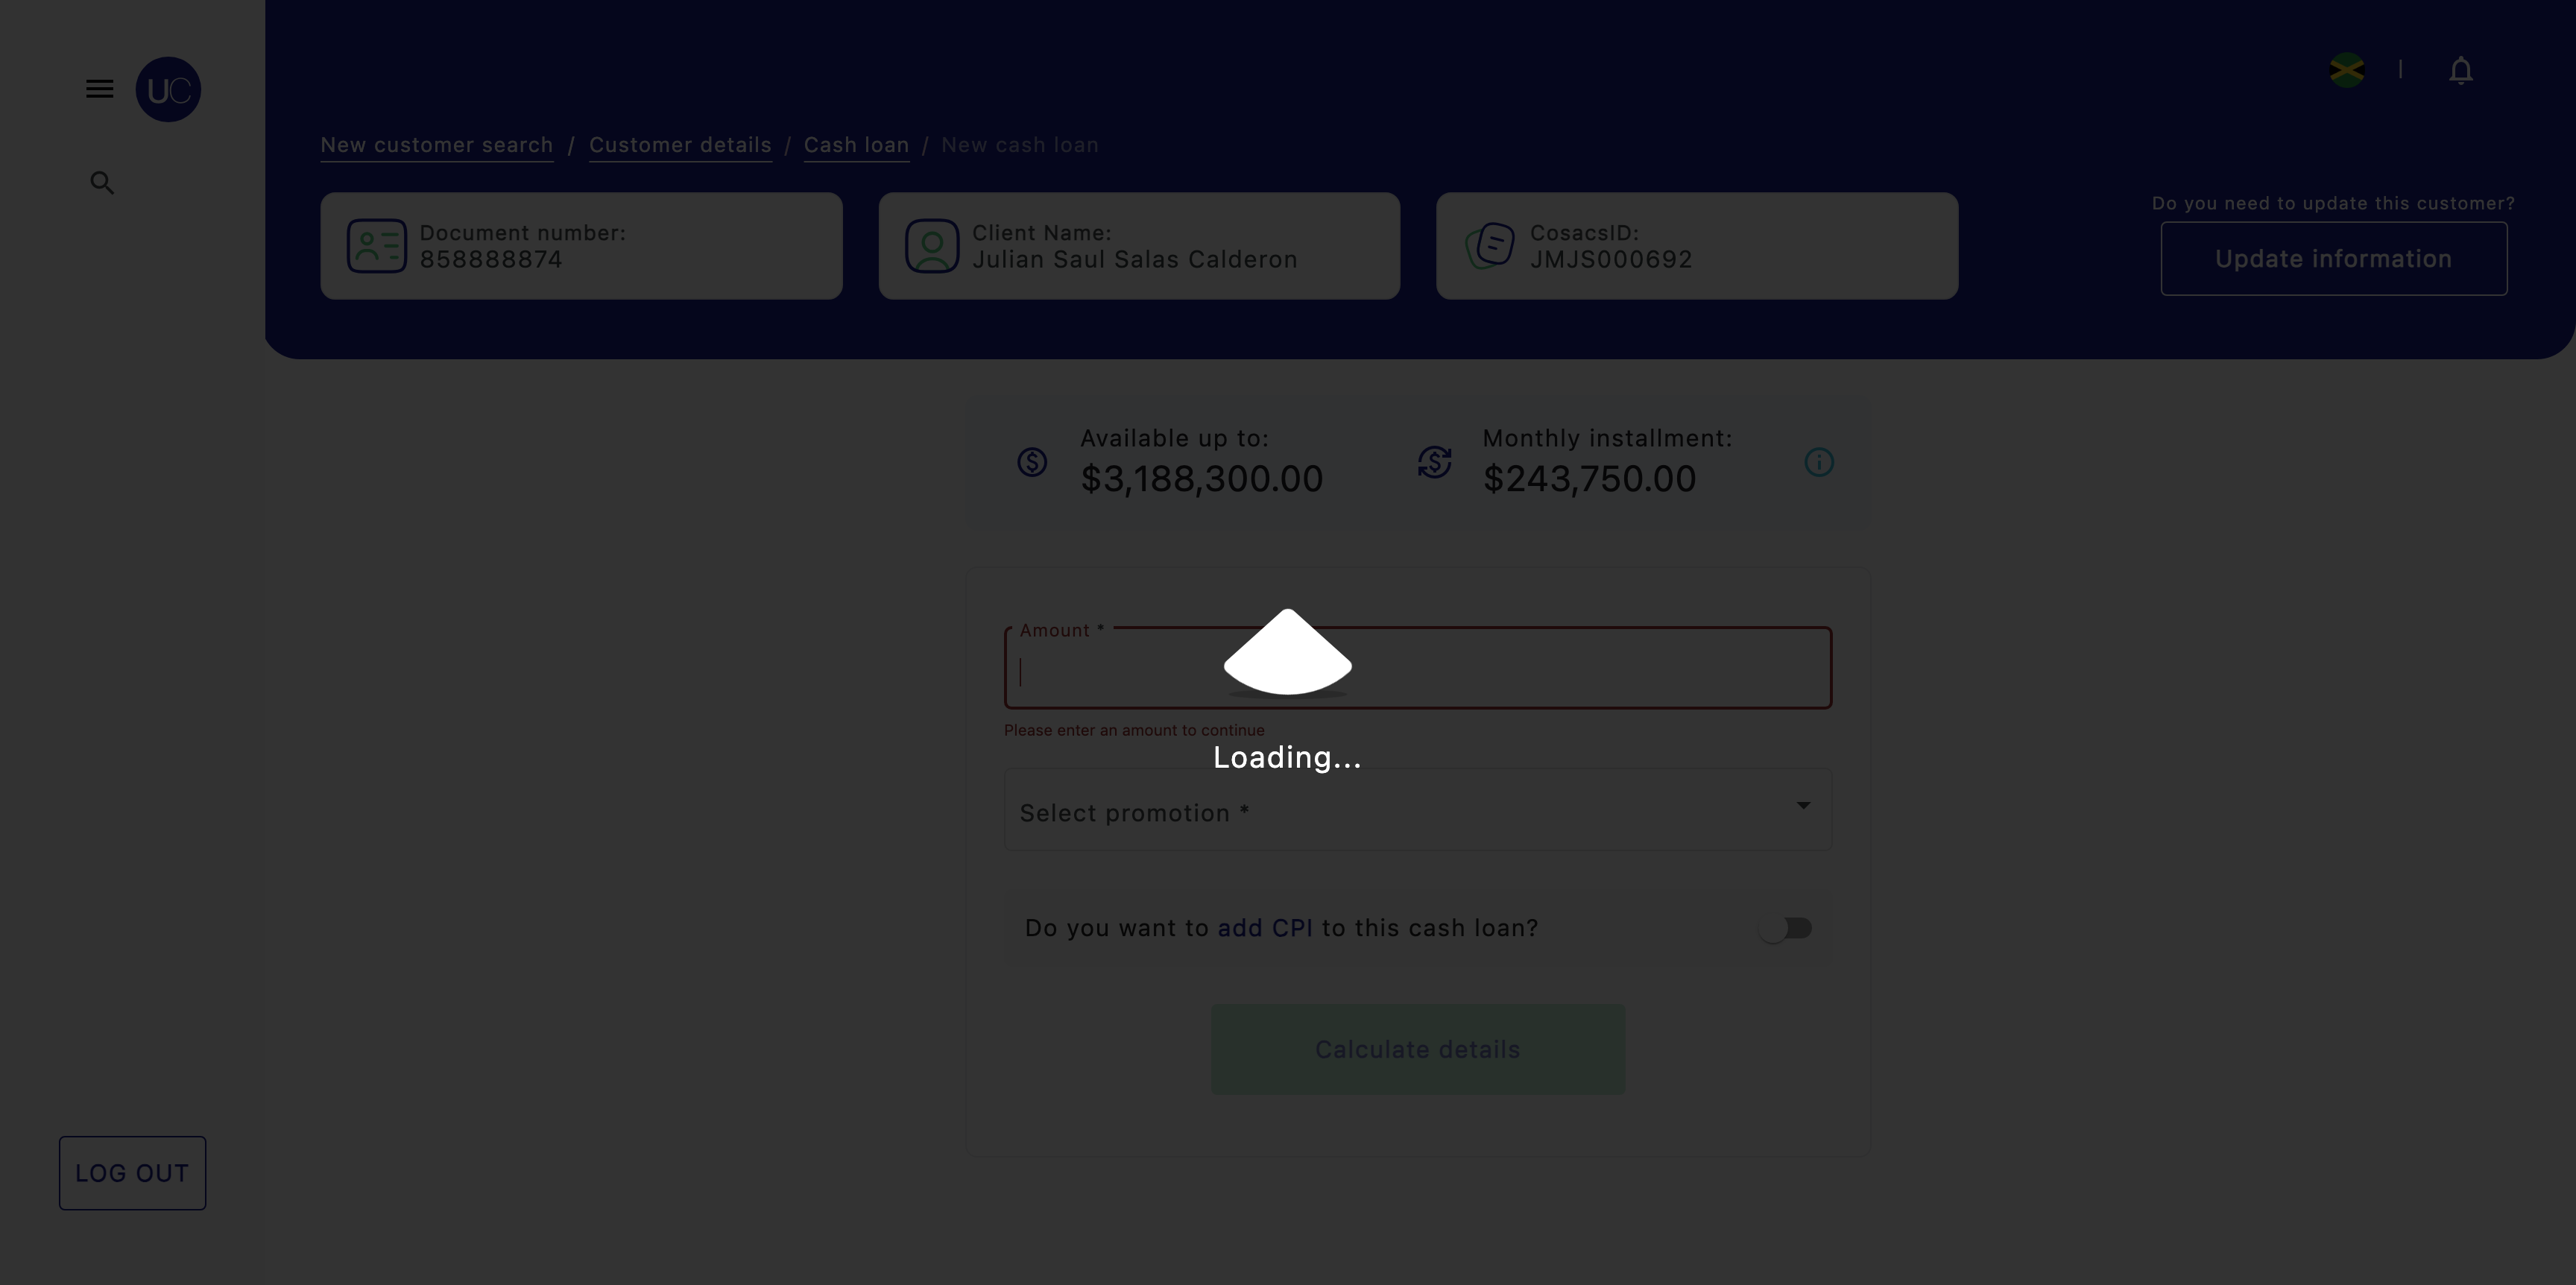 UC
New customer search / Customer details / Cash loan / New cash loan
Document number:
858888874
Client Name:
Julian Saul Salas Calderon
CosacsID:
JMJS000692
Do you need to update this customer?
Update information
Available up to:
$3,188,300.00
Monthly installment:
$243,750.00
Amount *
Please enter an amount to continue
Loading...
Select promotion *
Do you want to add CPI to this cash loan?
Calculate details
LOG OUT